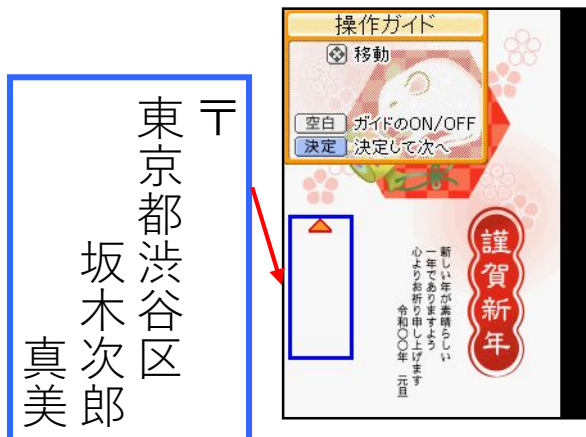 〒
東京都渋谷区
坂木次郎
真美
操作ガイド
移動
空白 ガイドのON/OFF
決定 決定して次へ
謹賀新年
新しい年が素晴らしい
一年でありますよう
心よりお祈り申し上げます
令和〇〇年 元旦